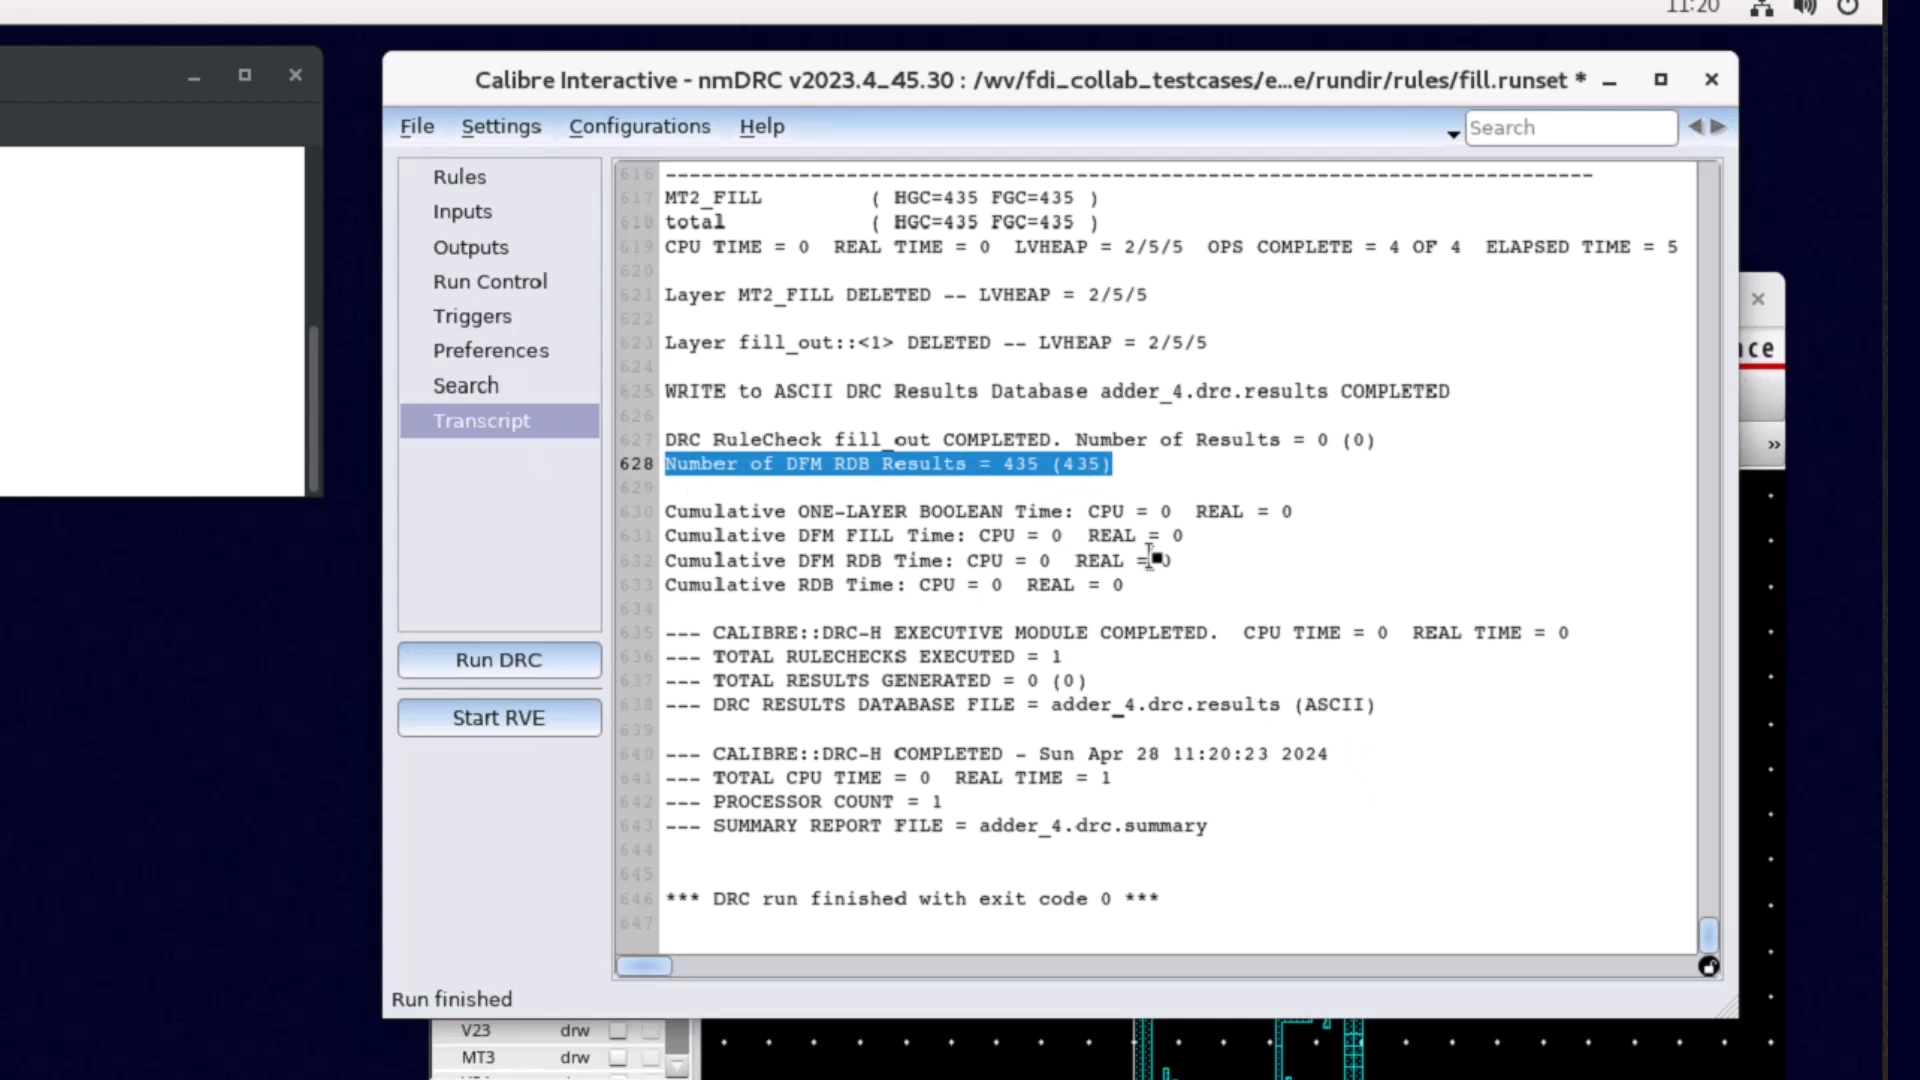 11:20
Calibre Interactive - nmDRC v2023.4_45.30 : /wv/fdi_collab_testcases/e...e/rundir/rules/fill.runset *
File Settings Configurations Help
Search
Rules
Inputs
Outputs
Run Control
Triggers
Preferences
Search
Transcript
Run DRC
Start RVE
616 -----------------------------------------------------------------------------
617 MT2_FILL ( HGC=435 FGC=435 )
618 total ( HGC=435 FGC=435 )
619 CPU TIME = 0 REAL TIME = 0 LVHEAP = 2/5/5 OPS COMPLETE = 4 OF 4 ELAPSED TIME = 5
620
621 Layer MT2_FILL DELETED -- LVHEAP = 2/5/5
622
623 Layer fill_out::<1> DELETED -- LVHEAP = 2/5/5
624
625 WRITE to ASCII DRC Results Database adder_4.drc.results COMPLETED
626
627 DRC RuleCheck fill_out COMPLETED. Number of Results = 0 (0)
628 Number of DFM RDB Results = 435 (435)
629
630 Cumulative ONE-LAYER BOOLEAN Time: CPU = 0 REAL = 0
631 Cumulative DFM FILL Time: CPU = 0 REAL = 0
632 Cumulative DFM RDB Time: CPU = 0 REAL = 0
633 Cumulative RDB Time: CPU = 0 REAL = 0
634
635 --- CALIBRE::DRC-H EXECUTIVE MODULE COMPLETED. CPU TIME = 0 REAL TIME = 0
636 --- TOTAL RULECHECKS EXECUTED = 1
637 --- TOTAL RESULTS GENERATED = 0 (0)
638 --- DRC RESULTS DATABASE FILE = adder_4.drc.results (ASCII)
639
640 --- CALIBRE::DRC-H COMPLETED - Sun Apr 28 11:20:23 2024
641 --- TOTAL CPU TIME = 0 REAL TIME = 1
642 --- PROCESSOR COUNT = 1
643 --- SUMMARY REPORT FILE = adder_4.drc.summary
644
645
646 *** DRC run finished with exit code 0 ***
647
Run finished
V23 drw
MT3 drw